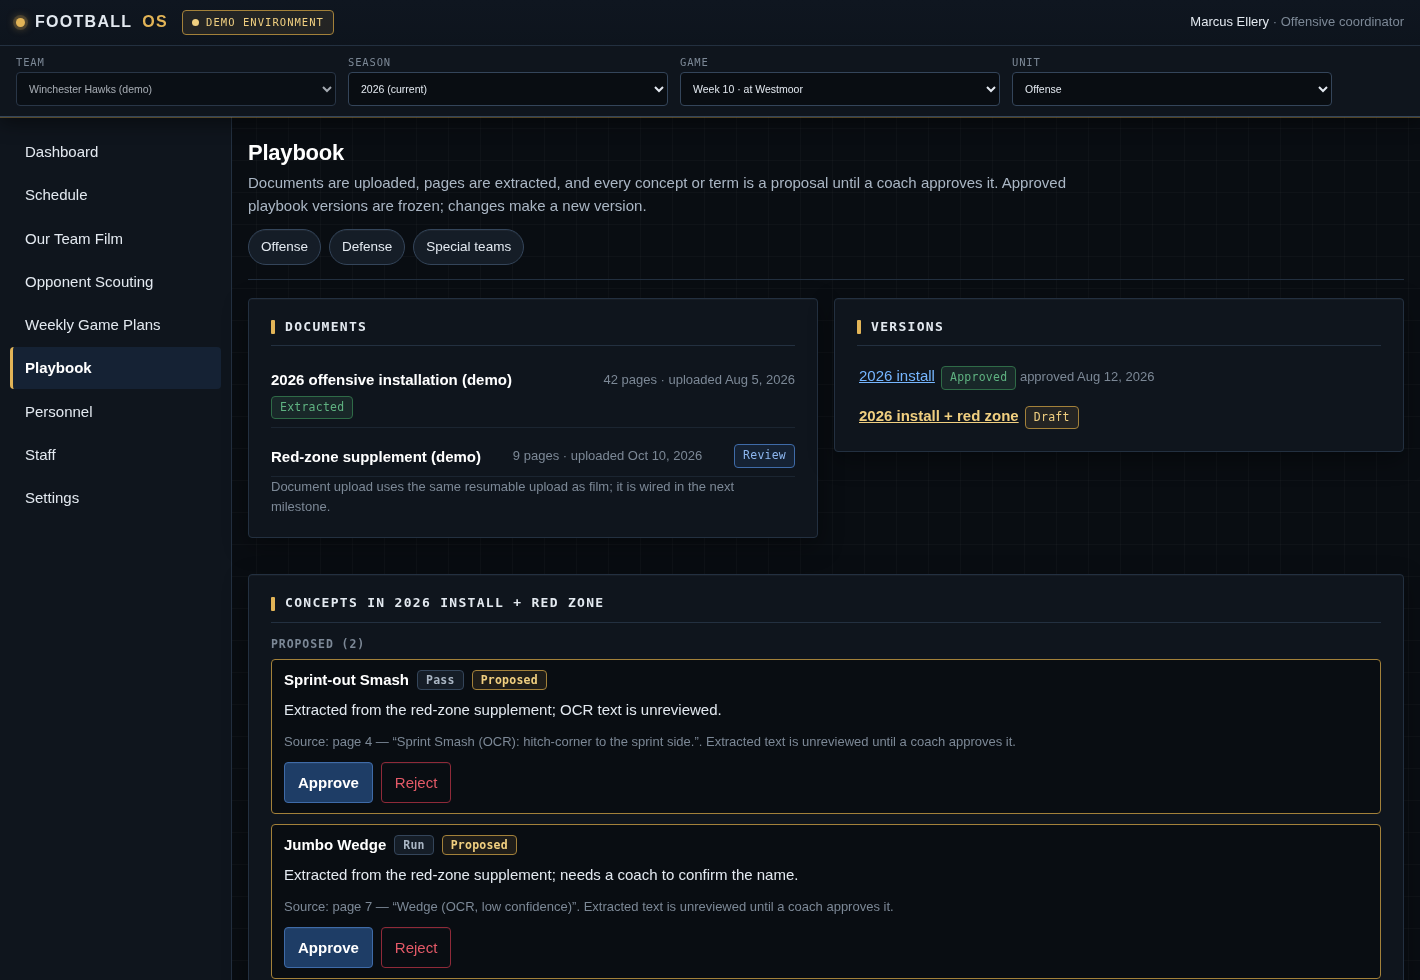 FOOTBALL OS
DEMO ENVIRONMENT
Marcus Ellery · Offensive coordinator
TEAM
Winchester Hawks (demo)
SEASON
2026 (current)
GAME
Week 10 · at Westmoor
UNIT
Offense
Dashboard
Schedule
Our Team Film
Opponent Scouting
Weekly Game Plans
Playbook
Personnel
Staff
Settings
Playbook
Documents are uploaded, pages are extracted, and every concept or term is a proposal until a coach approves it. Approved
playbook versions are frozen; changes make a new version.
Offense
Defense
Special teams
DOCUMENTS
2026 offensive installation (demo)
42 pages · uploaded Aug 5, 2026
Extracted
Red-zone supplement (demo)
9 pages · uploaded Oct 10, 2026
Review
Document upload uses the same resumable upload as film; it is wired in the next
milestone.
VERSIONS
2026 install
Approved
approved Aug 12, 2026
2026 install + red zone
Draft
CONCEPTS IN 2026 INSTALL + RED ZONE
PROPOSED (2)
Sprint-out Smash
Pass
Proposed
Extracted from the red-zone supplement; OCR text is unreviewed.
Source: page 4 — “Sprint Smash (OCR): hitch-corner to the sprint side.”. Extracted text is unreviewed until a coach approves it.
Approve
Reject
Jumbo Wedge
Run
Proposed
Extracted from the red-zone supplement; needs a coach to confirm the name.
Source: page 7 — “Wedge (OCR, low confidence)”. Extracted text is unreviewed until a coach approves it.
Approve
Reject